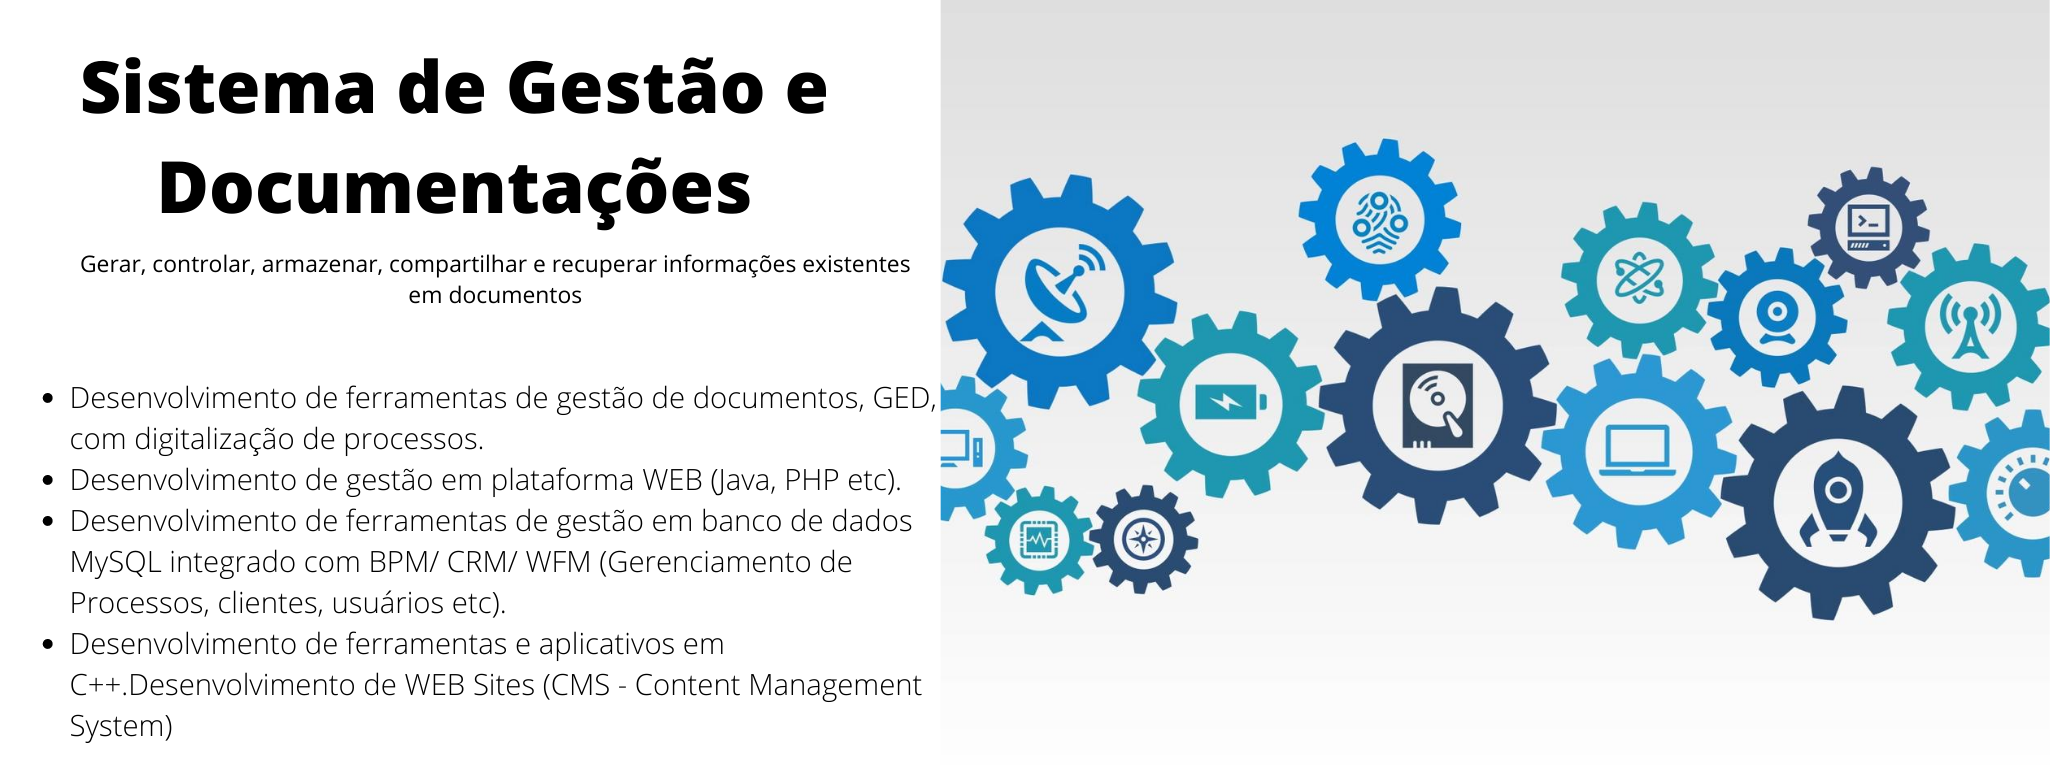 Sistema de Gestão e
Documentações
Gerar, controlar, armazenar, compartilhar e recuperar informações existentes
em documentos
• Desenvolvimento de ferramentas de gestão de documentos, GED,
com digitalização de processos.
• Desenvolvimento de gestão em plataforma WEB (Java, PHP etc).
• Desenvolvimento de ferramentas de gestão em banco de dados
MySQL integrado com BPM/ CRM/ WFM (Gerenciamento de
Processos, clientes, usuários etc).
• Desenvolvimento de ferramentas e aplicativos em
C++.Desenvolvimento de WEB Sites (CMS - Content Management
System)